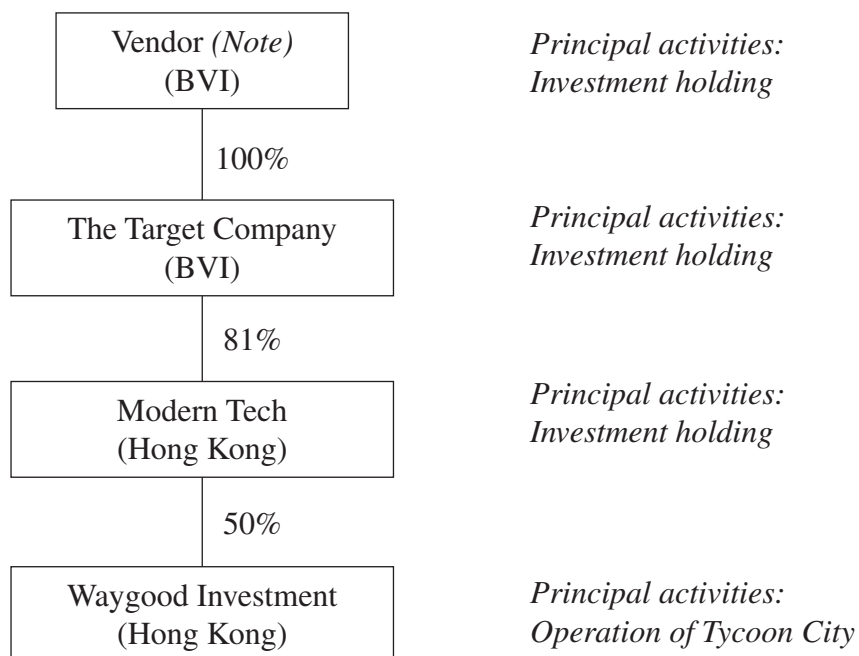 Vendor (Note)
(BVI)
Principal activities:
Investment holding
100%
The Target Company
(BVI)
Principal activities:
Investment holding
81%
Modern Tech
(Hong Kong)
Principal activities:
Investment holding
50%
Waygood Investment
(Hong Kong)
Principal activities:
Operation of Tycoon City